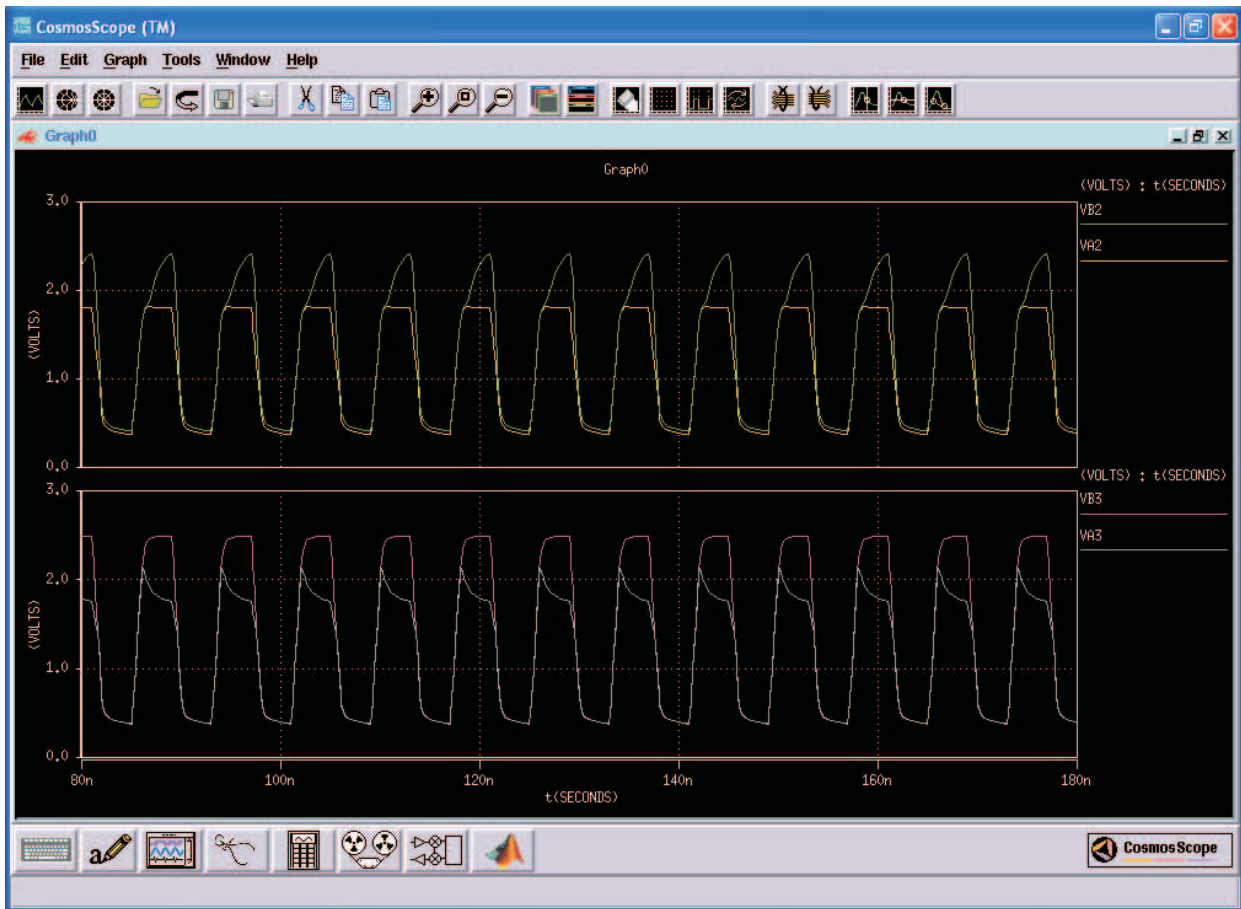 CosmosScope (TM)
File Edit Graph Tools Window Help
Graph0
Graph0
(VOLTS) : t(SECONDS)
VB2
VA2
3.0
2.0
1.0
0.0
(VOLTS)
(VOLTS) : t(SECONDS)
VB3
VA3
3.0
2.0
1.0
0.0
(VOLTS)
80n 100n 120n 140n 160n 180n
t(SECONDS)
a
CosmosScope